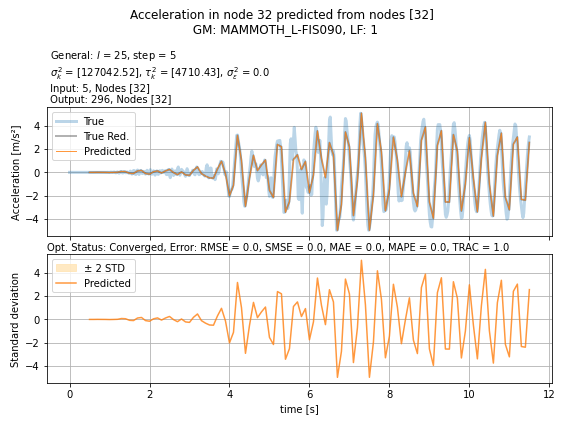 Acceleration in node 32 predicted from nodes [32]
GM: MAMMOTH_L-FIS090, LF: 1
General: l = 25, step = 5
σ_k² = [127042.52], τ_k² = [4710.43], σ_ε² = 0.0
Input: 5, Nodes [32]
Output: 296, Nodes [32]
Acceleration [m/s²]
4
2
0
−2
−4
True
True Red.
Predicted
Opt. Status: Converged, Error: RMSE = 0.0, SMSE = 0.0, MAE = 0.0, MAPE = 0.0, TRAC = 1.0
Standard deviation
4
2
0
−2
−4
± 2 STD
Predicted
0 2 4 6 8 10 12
time [s]